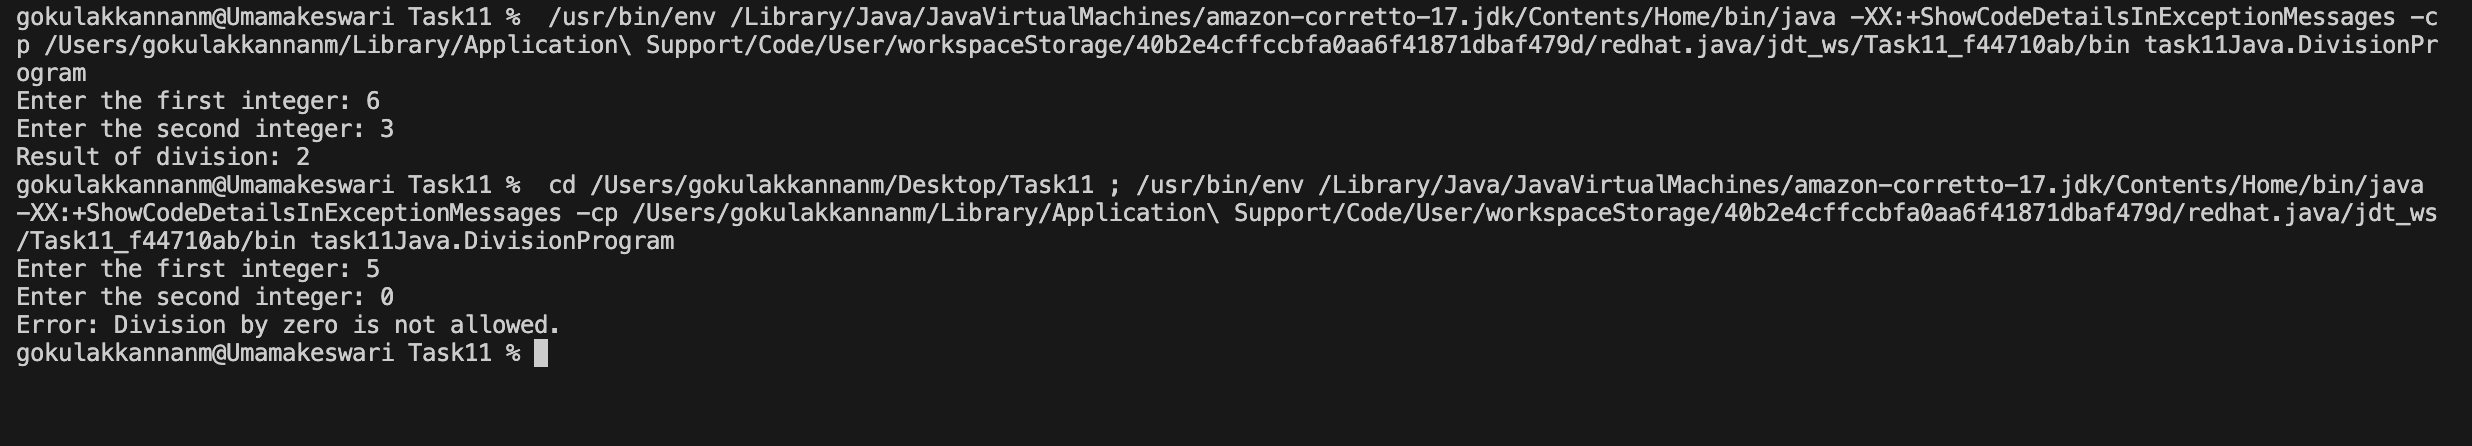 gokulakkannanm@Umamakeswari Task11 %  /usr/bin/env /Library/Java/JavaVirtualMachines/amazon-corretto-17.jdk/Contents/Home/bin/java -XX:+ShowCodeDetailsInExceptionMessages -c
p /Users/gokulakkannanm/Library/Application\ Support/Code/User/workspaceStorage/40b2e4cffccbfa0aa6f41871dbaf479d/redhat.java/jdt_ws/Task11_f44710ab/bin task11Java.DivisionPr
ogram
Enter the first integer: 6
Enter the second integer: 3
Result of division: 2
gokulakkannanm@Umamakeswari Task11 %  cd /Users/gokulakkannanm/Desktop/Task11 ; /usr/bin/env /Library/Java/JavaVirtualMachines/amazon-corretto-17.jdk/Contents/Home/bin/java
-XX:+ShowCodeDetailsInExceptionMessages -cp /Users/gokulakkannanm/Library/Application\ Support/Code/User/workspaceStorage/40b2e4cffccbfa0aa6f41871dbaf479d/redhat.java/jdt_ws
/Task11_f44710ab/bin task11Java.DivisionProgram
Enter the first integer: 5
Enter the second integer: 0
Error: Division by zero is not allowed.
gokulakkannanm@Umamakeswari Task11 %